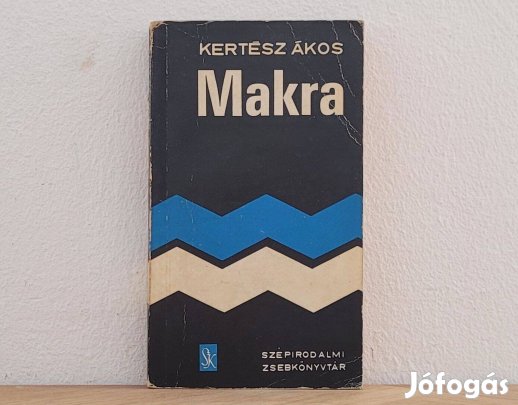 KERTÉSZ ÁKOS
Makra
SZK
SZÉPIRODALMI
ZSEBKÖNYVTÁR
Jófogás